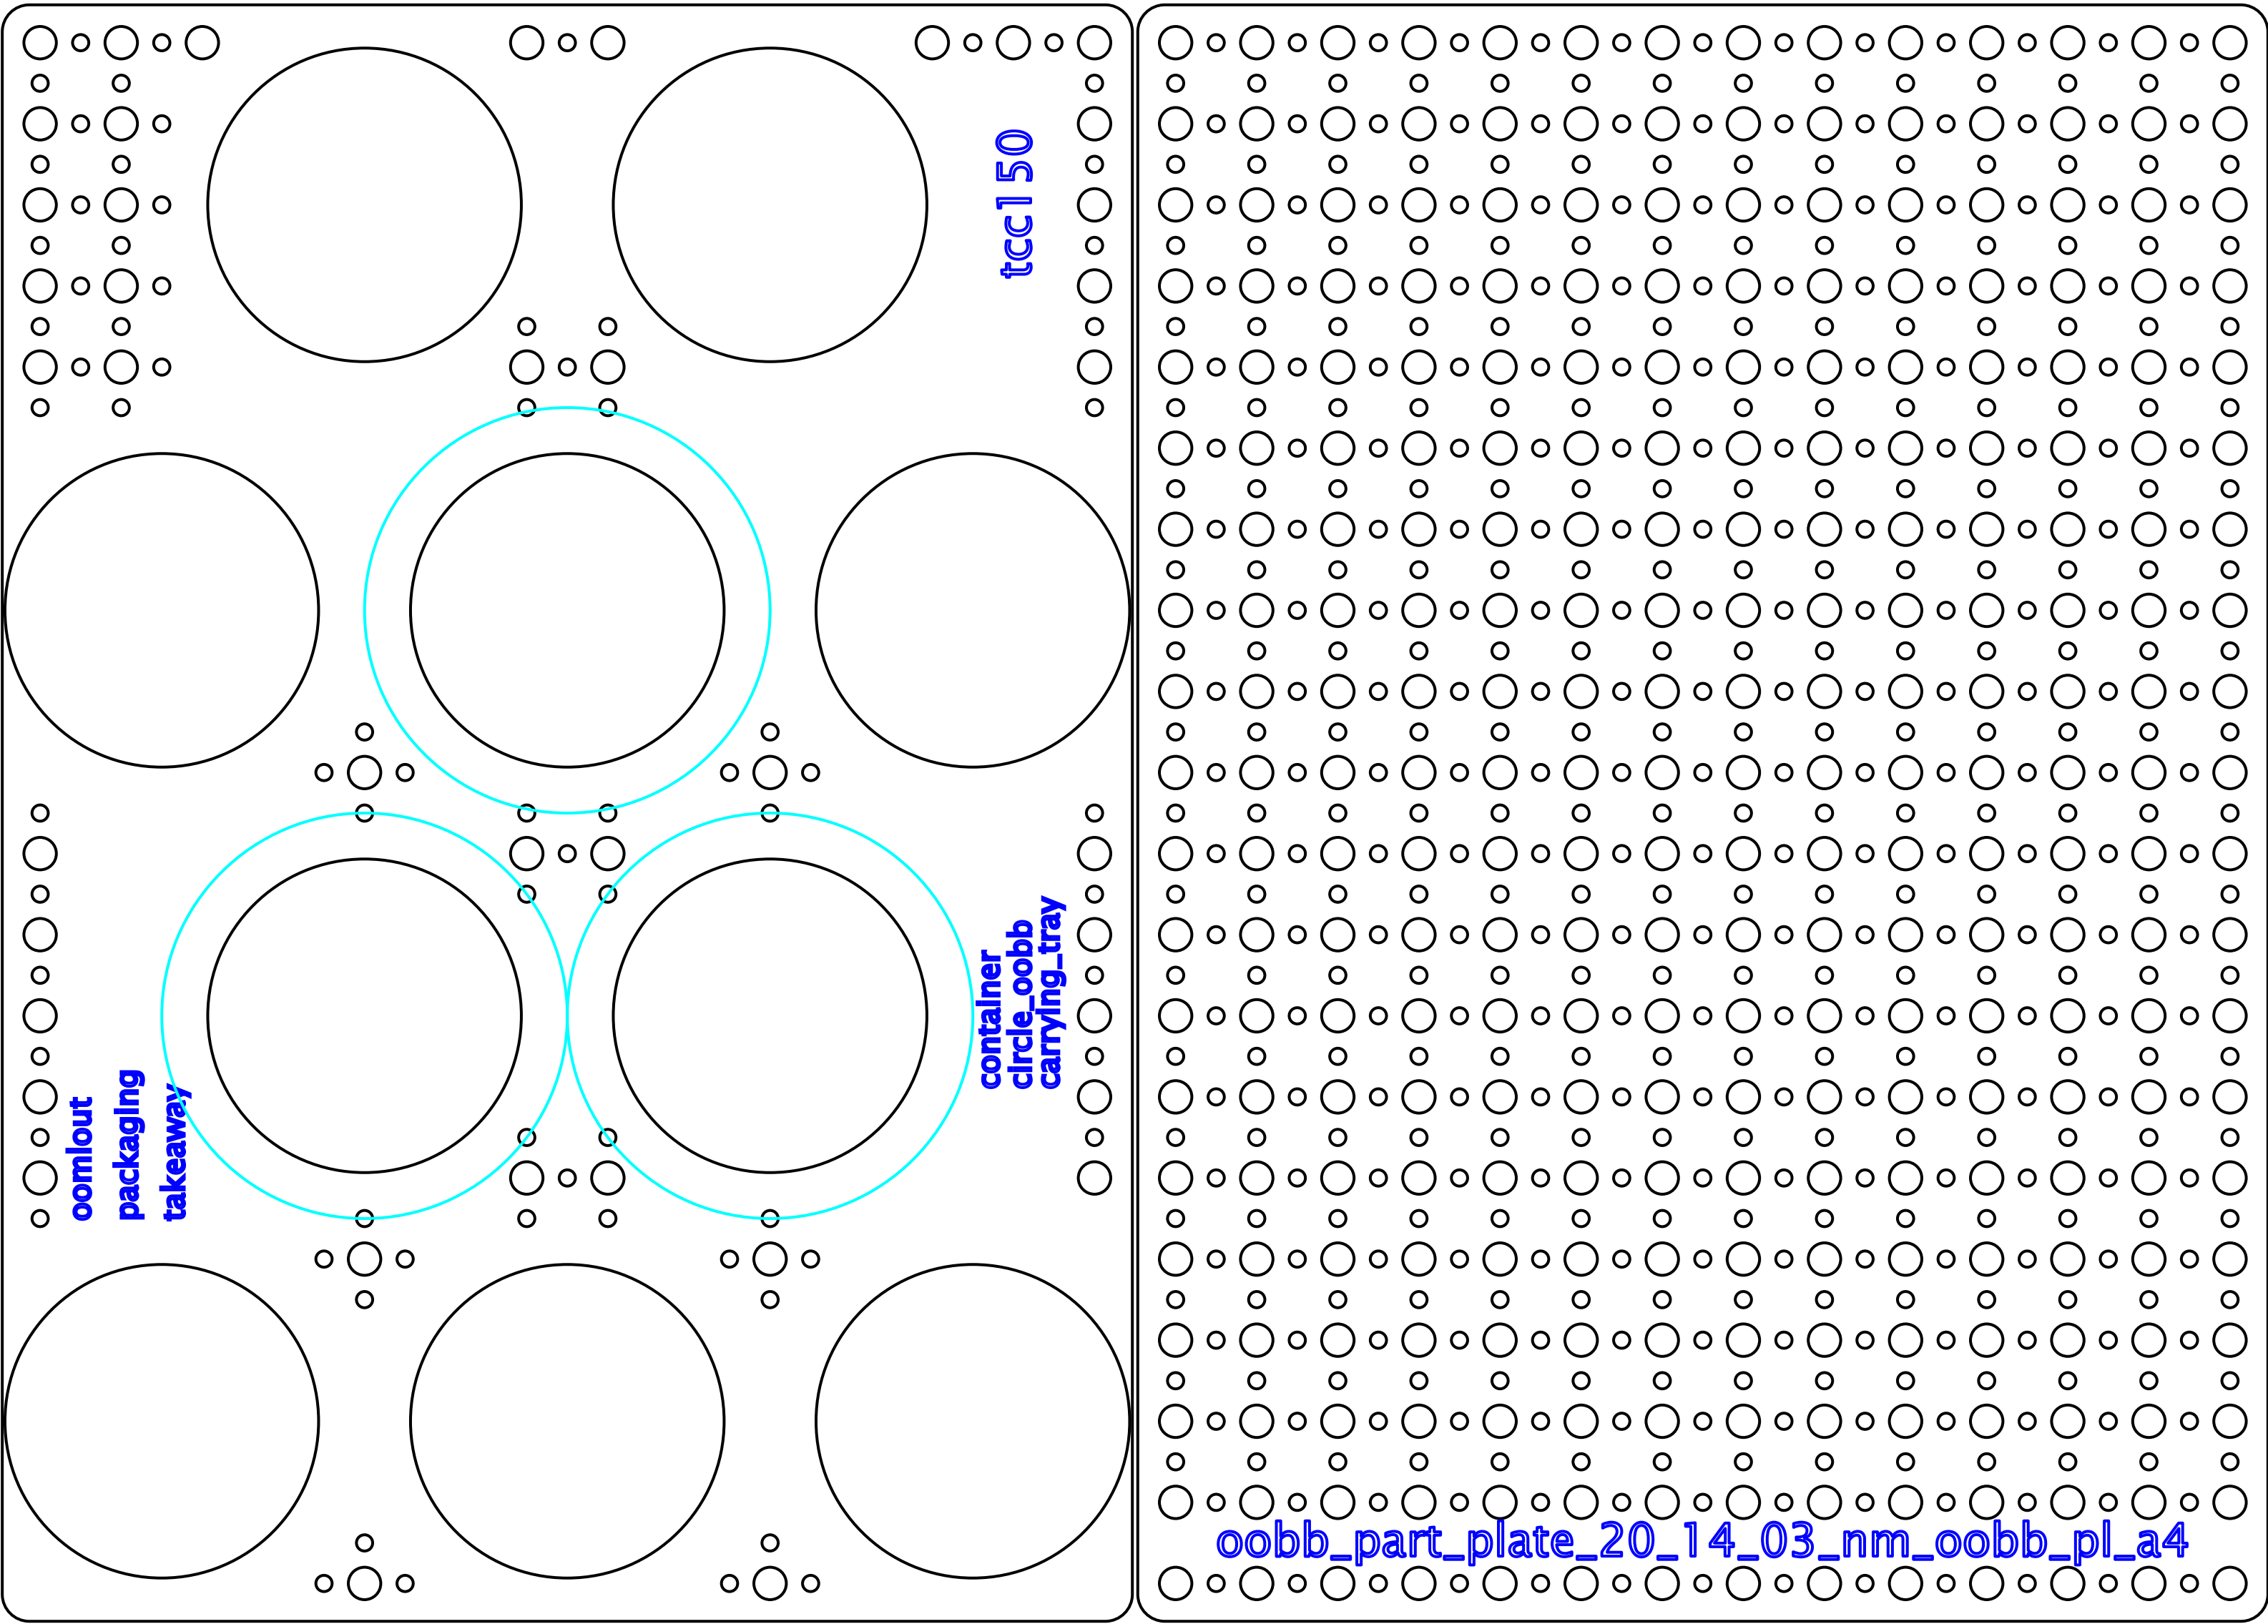 tcc150
container
circle_oobb
carrying_tray
oomlout
packaging
takeaway
oobb_part_plate_20_14_03_nm_oobb_pl_a4